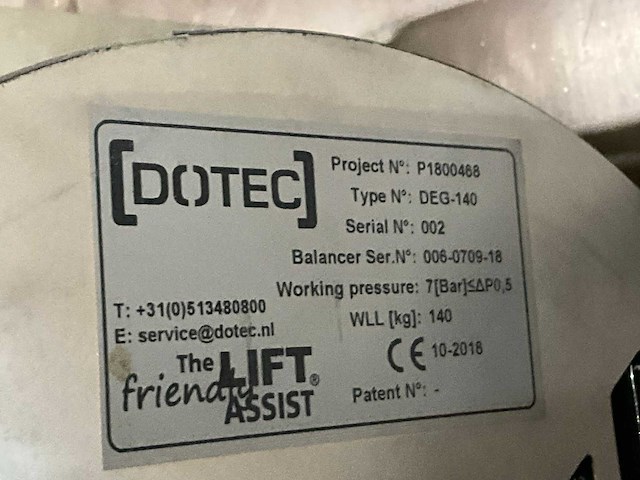 [DOTEC]
Project N°: P1800468
Type N°: DEG-140
Serial N°: 002
Balancer Ser.N°: 006-0709-18
Working pressure: 7[Bar]≤ΔP0,5
WLL [kg]: 140
CE 10-2018
Patent N°: -
T: +31(0)513480800
E: service@dotec.nl
The LIFT®
friendly ASSIST